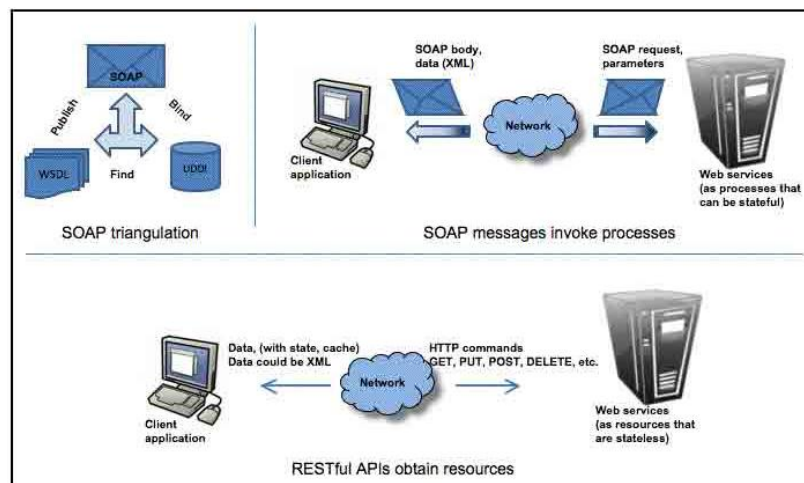 SOAP
Publish
Bind
WSDL
Find
UDDI
SOAP triangulation
SOAP body,
data (XML)
SOAP request,
parameters
Network
Client
application
Web services
(as processes that
can be stateful)
SOAP messages invoke processes
Data, (with state, cache)
Data could be XML
HTTP commands
GET, PUT, POST, DELETE, etc.
Network
Client
application
Web services
(as resources that
are stateless)
RESTful APIs obtain resources